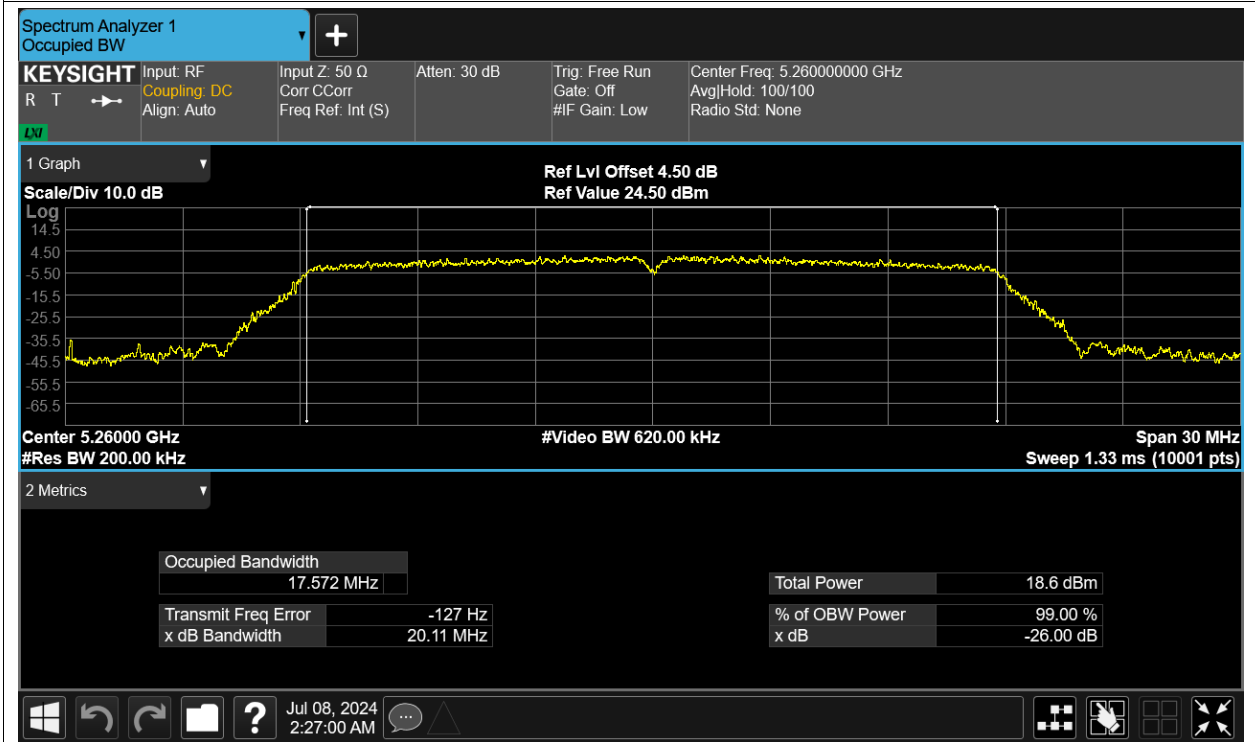 Spectrum Analyzer 1
Occupied BW
KEYSIGHT
R T
LXI
Input: RF
Coupling: DC
Align: Auto
Input Z: 50 Ω
Corr CCorr
Freq Ref: Int (S)
Atten: 30 dB
Trig: Free Run
Gate: Off
#IF Gain: Low
Center Freq: 5.260000000 GHz
Avg|Hold: 100/100
Radio Std: None
1 Graph
Scale/Div 10.0 dB
Ref Lvl Offset 4.50 dB
Ref Value 24.50 dBm
Log
14.5
4.50
-5.50
-15.5
-25.5
-35.5
-45.5
-55.5
-65.5
Center 5.26000 GHz
#Res BW 200.00 kHz
#Video BW 620.00 kHz
Span 30 MHz
Sweep 1.33 ms (10001 pts)
2 Metrics
Occupied Bandwidth
17.572 MHz
Transmit Freq Error -127 Hz
x dB Bandwidth 20.11 MHz
Total Power 18.6 dBm
% of OBW Power 99.00 %
x dB -26.00 dB
?
Jul 08, 2024
2:27:00 AM